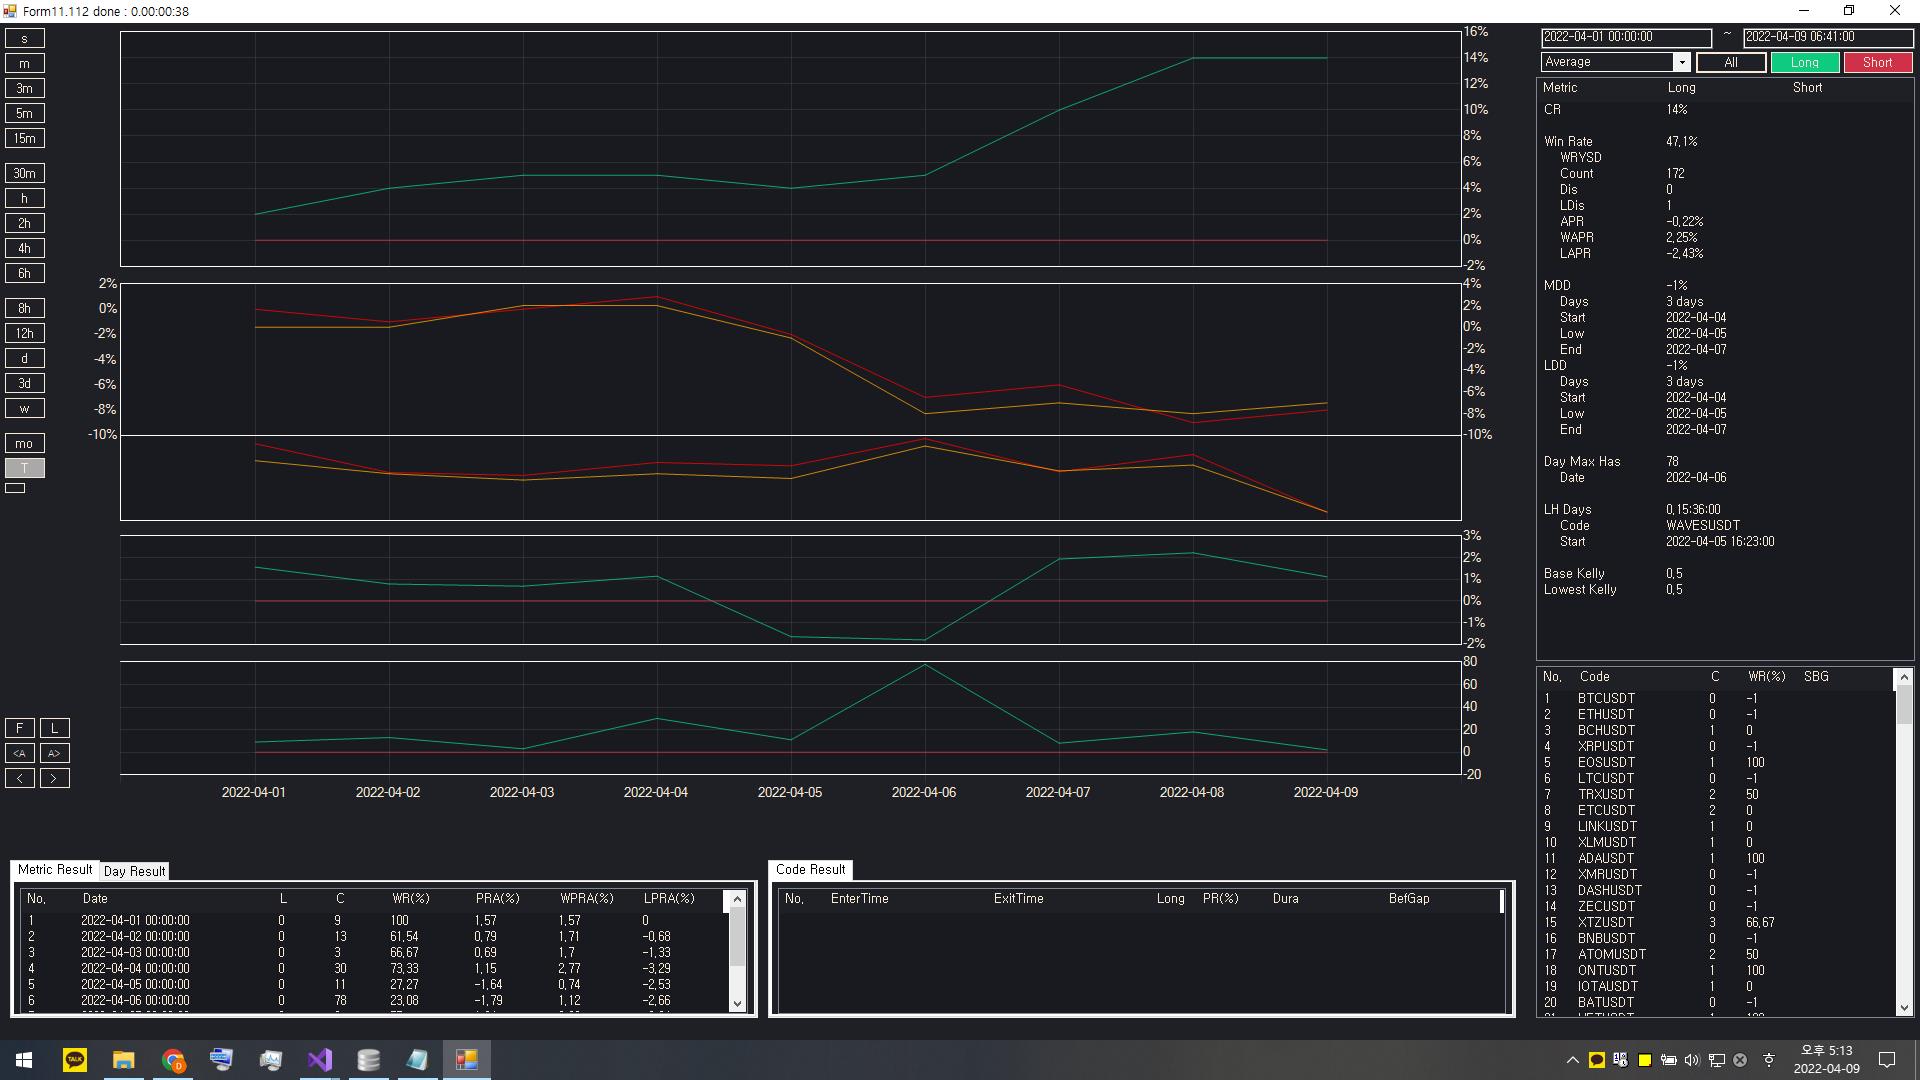 Form11.112 done : 0.00:00:38
s
m
3m
5m
15m
30m
h
2h
4h
6h
8h
12h
d
3d
w
mo
T
F L
<A A>
< >
16%
14%
12%
10%
8%
6%
4%
2%
0%
-2%
2%
0%
-2%
-4%
-6%
-8%
-10%
4%
2%
0%
-2%
-4%
-6%
-8%
-10%
3%
2%
1%
0%
-1%
-2%
80
60
40
20
0
-20
2022-04-01 2022-04-02 2022-04-03 2022-04-04 2022-04-05 2022-04-06 2022-04-07 2022-04-08 2022-04-09
2022-04-01 00:00:00 ~ 2022-04-09 06:41:00
Average All Long Short
Metric Long Short
CR 14%
Win Rate 47,1%
WRYSD
Count 172
Dis 0
LDis 1
APR -0,22%
WAPR 2,25%
LAPR -2,43%
MDD -1%
Days 3 days
Start 2022-04-04
Low 2022-04-05
End 2022-04-07
LDD -1%
Days 3 days
Start 2022-04-04
Low 2022-04-05
End 2022-04-07
Day Max Has 78
Date 2022-04-06
LH Days 0,15:36:00
Code WAVESUSDT
Start 2022-04-05 16:23:00
Base Kelly 0,5
Lowest Kelly 0,5
No, Code C WR(%) SBG
1 BTCUSDT 0 -1
2 ETHUSDT 0 -1
3 BCHUSDT 1 0
4 XRPUSDT 0 -1
5 EOSUSDT 1 100
6 LTCUSDT 0 -1
7 TRXUSDT 2 50
8 ETCUSDT 2 0
9 LINKUSDT 1 0
10 XLMUSDT 1 0
11 ADAUSDT 1 100
12 XMRUSDT 0 -1
13 DASHUSDT 0 -1
14 ZECUSDT 0 -1
15 XTZUSDT 3 66,67
16 BNBUSDT 0 -1
17 ATOMUSDT 2 50
18 ONTUSDT 1 100
19 IOTAUSDT 1 0
20 BATUSDT 0 -1
Metric Result Day Result
No, Date L C WR(%) PRA(%) WPRA(%) LPRA(%)
1 2022-04-01 00:00:00 0 9 100 1,57 1,57 0
2 2022-04-02 00:00:00 0 13 61,54 0,79 1,71 -0,68
3 2022-04-03 00:00:00 0 3 66,67 0,69 1,7 -1,33
4 2022-04-04 00:00:00 0 30 73,33 1,15 2,77 -3,29
5 2022-04-05 00:00:00 0 11 27,27 -1,64 0,74 -2,53
6 2022-04-06 00:00:00 0 78 23,08 -1,79 1,12 -2,66
Code Result
No, EnterTime ExitTime Long PR(%) Dura BefGap
TALK
오후 5:13
2022-04-09